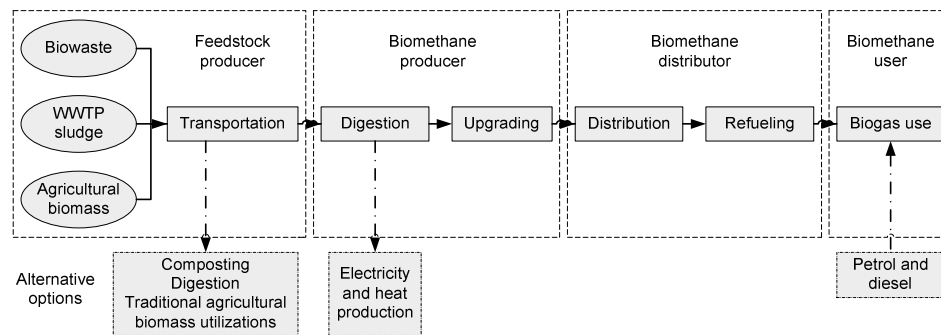 Biowaste
WWTP
sludge
Agricultural
biomass
Feedstock
producer
Transportation
Biomethane
producer
Digestion
Upgrading
Biomethane
distributor
Distribution
Refueling
Biomethane
user
Biogas use
Alternative
options
Composting
Digestion
Traditional agricultural
biomass utilizations
Electricity
and heat
production
Petrol and
diesel